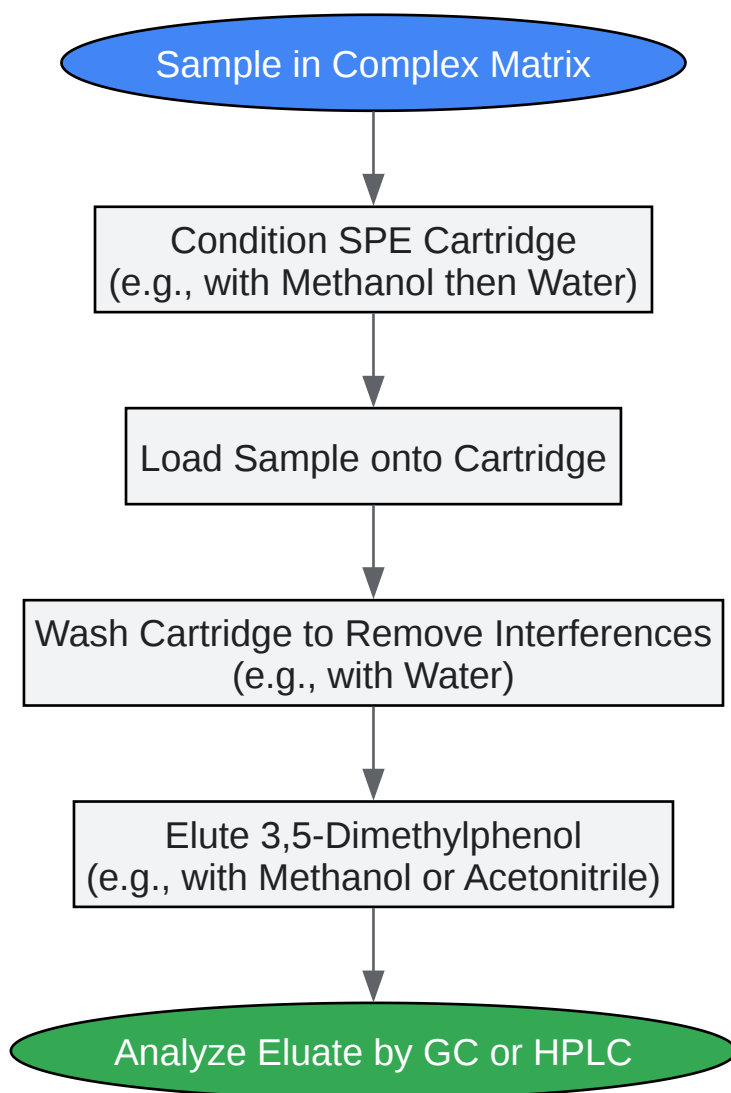 Sample in Complex Matrix
Condition SPE Cartridge
(e.g., with Methanol then Water)
Load Sample onto Cartridge
Wash Cartridge to Remove Interferences
(e.g., with Water)
Elute 3,5-Dimethylphenol
(e.g., with Methanol or Acetonitrile)
Analyze Eluate by GC or HPLC